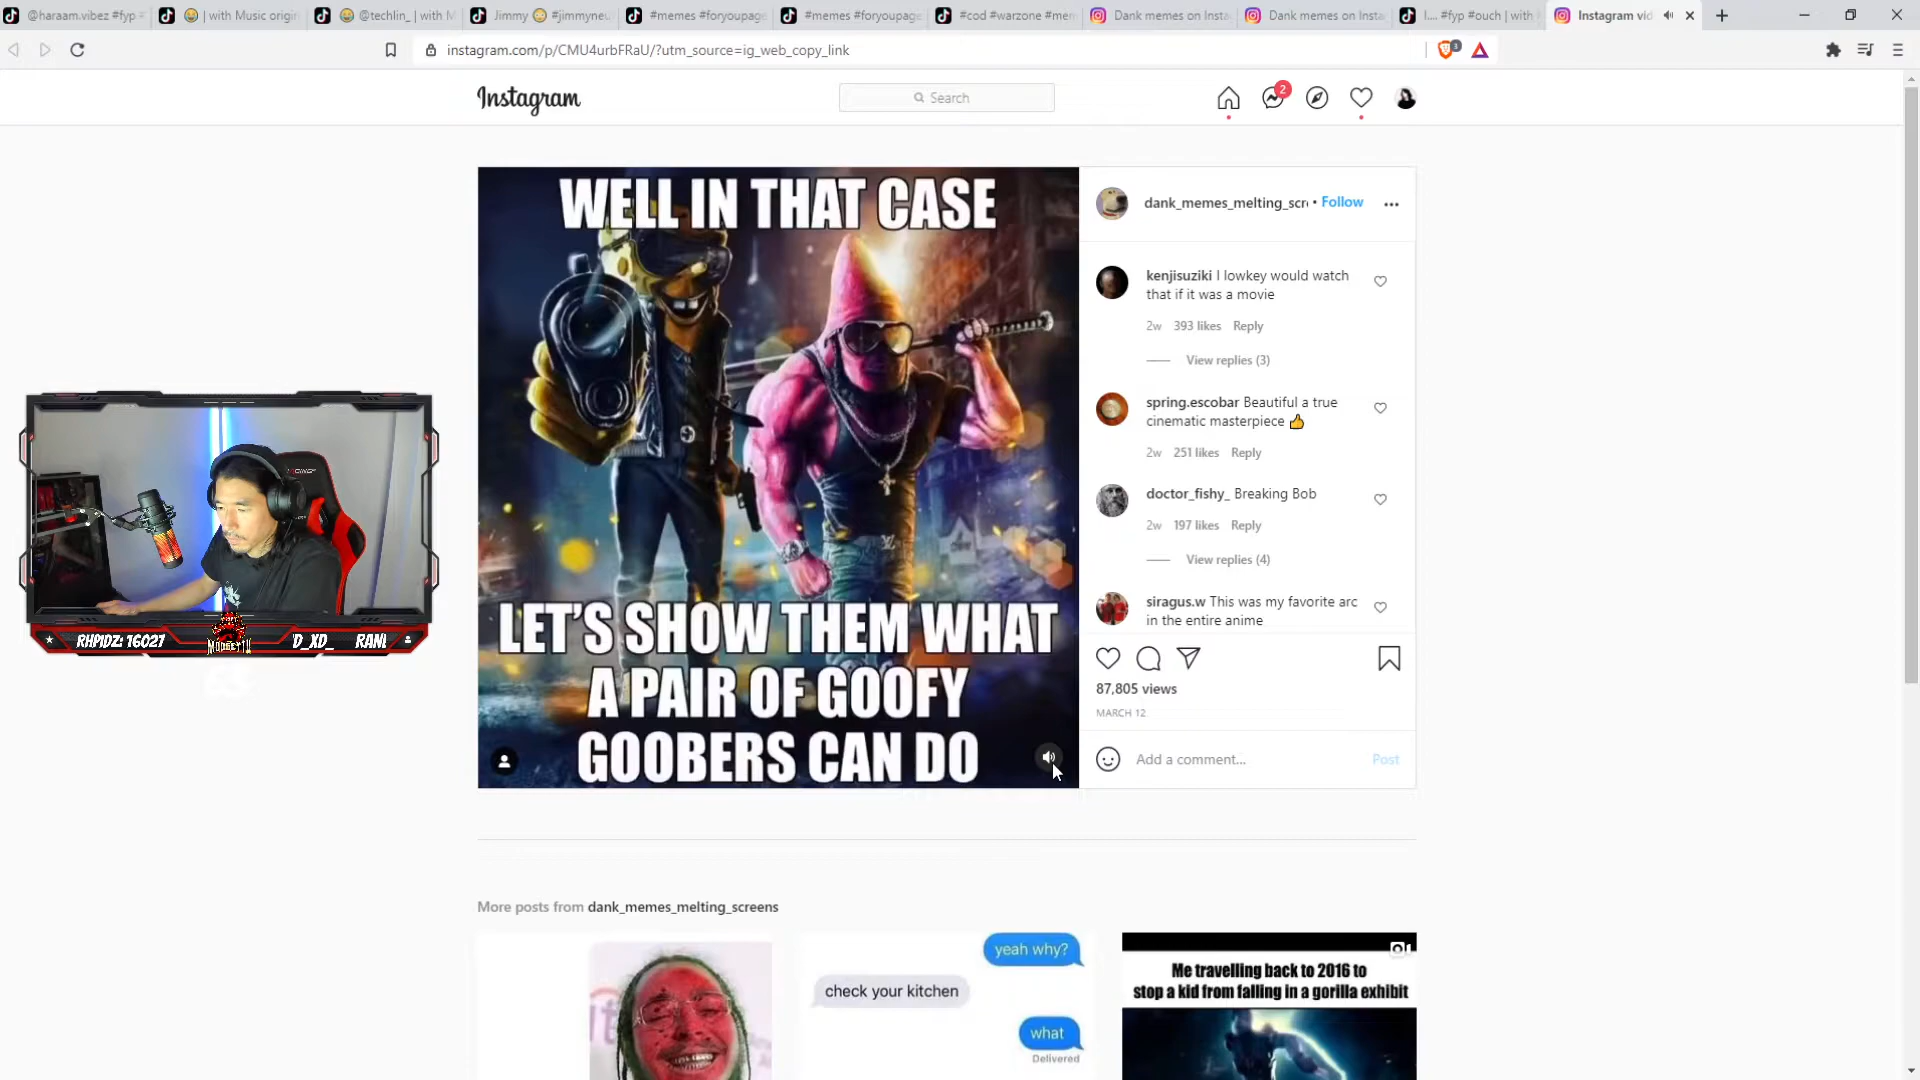 @haraam.vibez #fyp #
| with Music origin
@techlin_ | with M
Jimmy 😳 #jimmyneu
#memes #foryoupage
#memes #foryoupage
#cod #warzone #mem
Dank memes on Insta
Dank memes on Insta
I.... #fyp #ouch | with
Instagram vid
instagram.com/p/CMU4urbFRaU/?utm_source=ig_web_copy_link
3
Instagram
Search
2
WELL IN THAT CASE
LET'S SHOW THEM WHAT
A PAIR OF GOOFY
GOOBERS CAN DO
dank_memes_melting_scr • Follow
kenjisuziki I lowkey would watch
that if it was a movie
2w 393 likes Reply
View replies (3)
spring.escobar Beautiful a true
cinematic masterpiece 👍
2w 251 likes Reply
doctor_fishy_ Breaking Bob
2w 197 likes Reply
View replies (4)
siragus.w This was my favorite arc
in the entire anime
87,805 views
MARCH 12
Add a comment...
Post
RHPIDZ: 16027
D_XD_
More posts from dank_memes_melting_screens
yeah why?
check your kitchen
what
Delivered
Me travelling back to 2016 to
stop a kid from falling in a gorilla exhibit